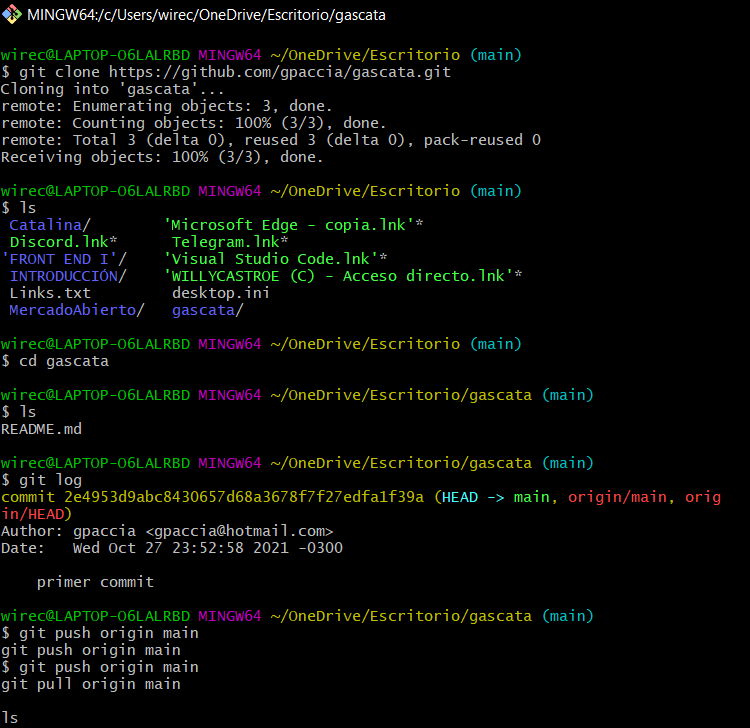 MINGW64:/c/Users/wirec/OneDrive/Escritorio/gascata
wirec@LAPTOP-O6LALRBD MINGW64 ~/OneDrive/Escritorio (main)
$ git clone https://github.com/gpaccia/gascata.git
Cloning into 'gascata'...
remote: Enumerating objects: 3, done.
remote: Counting objects: 100% (3/3), done.
remote: Total 3 (delta 0), reused 3 (delta 0), pack-reused 0
Receiving objects: 100% (3/3), done.
wirec@LAPTOP-O6LALRBD MINGW64 ~/OneDrive/Escritorio (main)
$ ls
Catalina/ 'Microsoft Edge - copia.lnk'*
Discord.lnk* Telegram.lnk*
'FRONT END I'/ 'Visual Studio Code.lnk'*
INTRODUCCIÓN/ 'WILLYCASTROE (C) - Acceso directo.lnk'*
Links.txt desktop.ini
MercadoAbierto/ gascata/
wirec@LAPTOP-O6LALRBD MINGW64 ~/OneDrive/Escritorio (main)
$ cd gascata
wirec@LAPTOP-O6LALRBD MINGW64 ~/OneDrive/Escritorio/gascata (main)
$ ls
README.md
wirec@LAPTOP-O6LALRBD MINGW64 ~/OneDrive/Escritorio/gascata (main)
$ git log
commit 2e4953d9abc8430657d68a3678f7f27edfa1f39a (HEAD -> main, origin/main, orig
in/HEAD)
Author: gpaccia <gpaccia@hotmail.com>
Date: Wed Oct 27 23:52:58 2021 -0300
primer commit
wirec@LAPTOP-O6LALRBD MINGW64 ~/OneDrive/Escritorio/gascata (main)
$ git push origin main
git push origin main
$ git push origin main
git pull origin main
ls